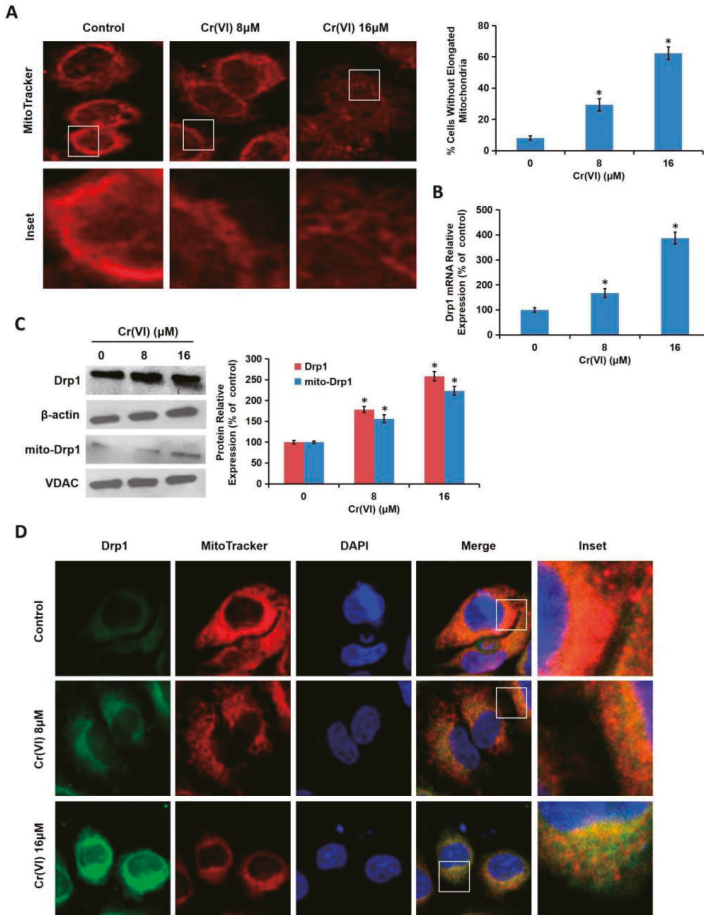 A
Control
Cr(VI) 8μM
Cr(VI) 16μM
MitoTracker
Inset
% Cells Without Elongated
Mitochondria
80
60
40
20
0
*
*
0
8
16
Cr(VI) (μM)
B
Drp1 mRNA Relative
Expression (% of control)
500
400
300
200
100
0
*
*
0
8
16
Cr(VI) (μM)
C
Cr(VI) (μM)
0
8
16
Drp1
β-actin
mito-Drp1
VDAC
Protein Relative
Expression (% of control)
300
250
200
150
100
50
0
Drp1
mito-Drp1
*
*
*
*
0
8
16
Cr(VI) (μM)
D
Drp1
MitoTracker
DAPI
Merge
Inset
Control
Cr(VI) 8μM
Cr(VI) 16μM